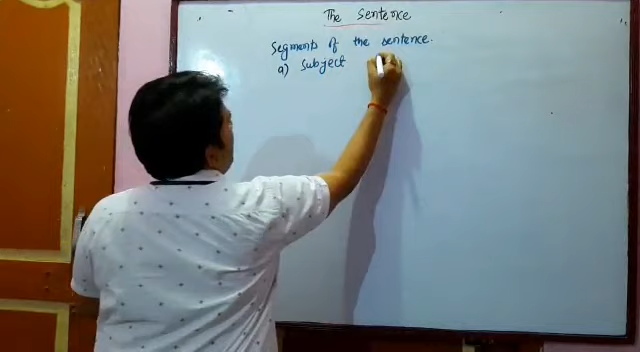 The Sentence
Segments of the sentence.
a) Subject